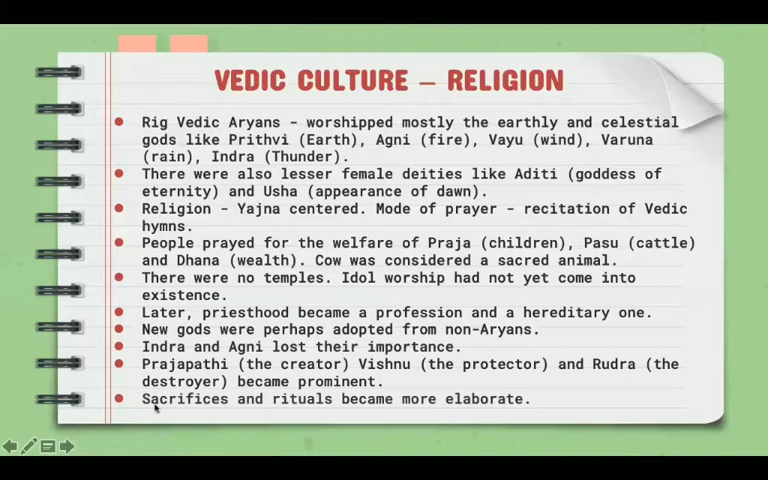 VEDIC CULTURE – RELIGION
● Rig Vedic Aryans – worshipped mostly the earthly and celestial
gods like Prithvi (Earth), Agni (fire), Vayu (wind), Varuna
(rain), Indra (Thunder).
● There were also lesser female deities like Aditi (goddess of
eternity) and Usha (appearance of dawn).
● Religion – Yajna centered. Mode of prayer – recitation of Vedic
hymns.
● People prayed for the welfare of Praja (children), Pasu (cattle)
and Dhana (wealth). Cow was considered a sacred animal.
● There were no temples. Idol worship had not yet come into
existence.
● Later, priesthood became a profession and a hereditary one.
● New gods were perhaps adopted from non-Aryans.
● Indra and Agni lost their importance.
● Prajapathi (the creator) Vishnu (the protector) and Rudra (the
destroyer) became prominent.
● Sacrifices and rituals became more elaborate.